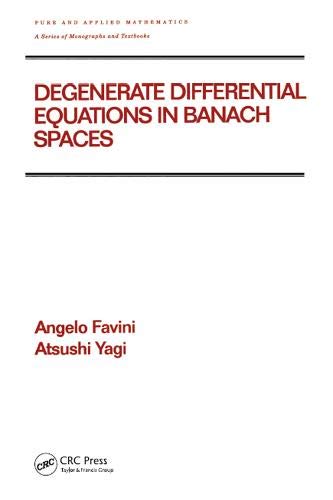 PURE AND APPLIED MATHEMATICS
A Series of Monographs and Textbooks
DEGENERATE DIFFERENTIAL
EQUATIONS IN BANACH
SPACES
Angelo Favini
Atsushi Yagi
CRC
CRC Press
Taylor & Francis Group